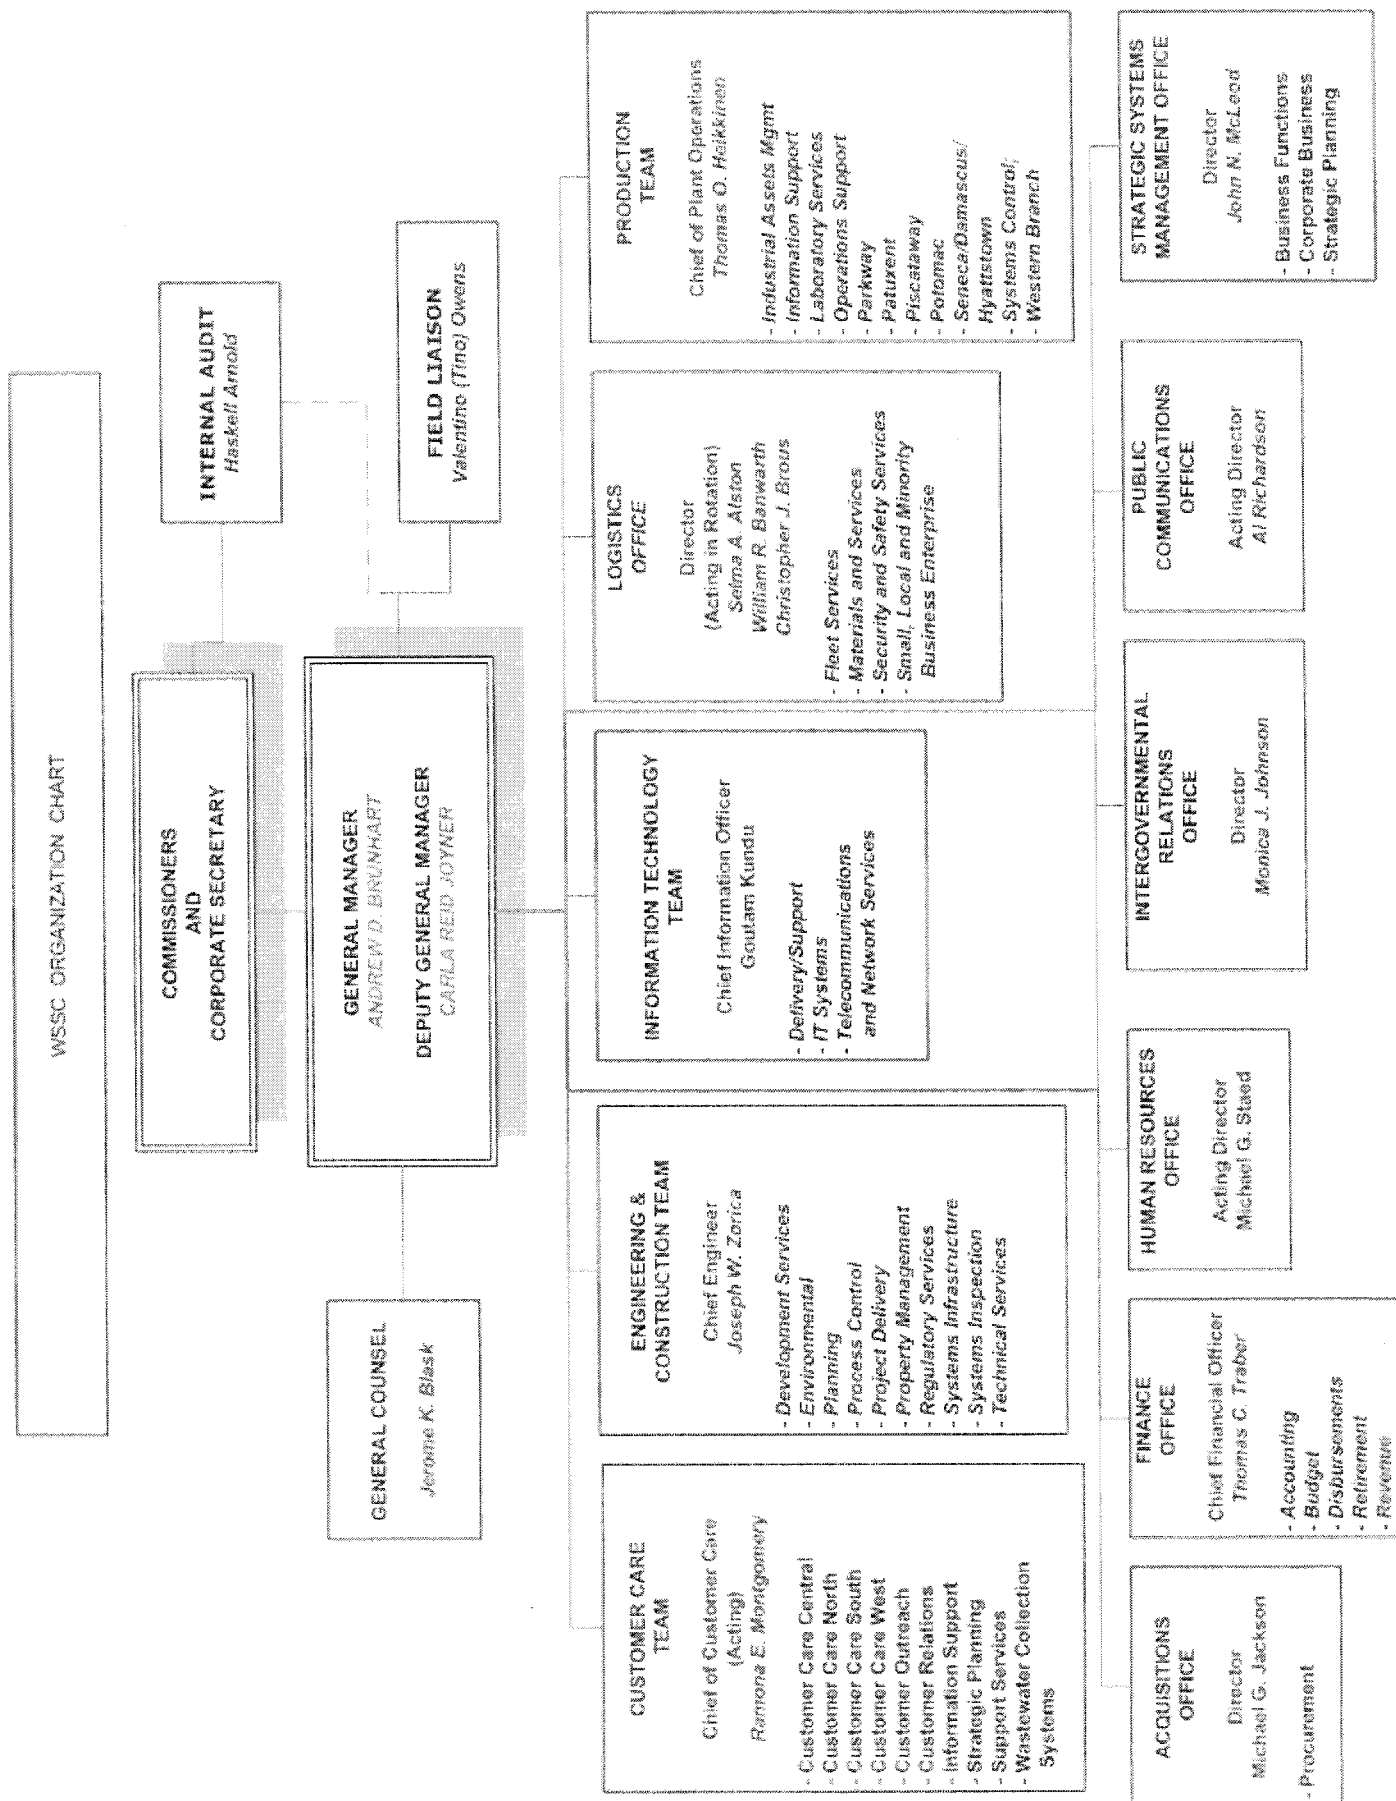 WSSC ORGANIZATION CHART
COMMISSIONERS
AND
CORPORATE SECRETARY
INTERNAL AUDIT
Haskell Arnold
GENERAL COUNSEL
Jerome K. Blask
GENERAL MANAGER
ANDREW D. BRUNHART
DEPUTY GENERAL MANAGER
CARLA REID JOYNER
FIELD LIAISON
Valentino (Tino) Owens
CUSTOMER CARE
TEAM
Chief of Customer Care
(Acting)
Ramona E. Montgomery
- Customer Care Central
- Customer Care North
- Customer Care South
- Customer Care West
- Customer Outreach
- Customer Relations
- Information Support
- Strategic Planning
- Support Services
- Wastewater Collection
Systems
ENGINEERING &
CONSTRUCTION TEAM
Chief Engineer
Joseph W. Zorica
- Development Services
- Environmental
- Planning
- Process Control
- Project Delivery
- Property Management
- Regulatory Services
- Systems Infrastructure
- Systems Inspection
- Technical Services
INFORMATION TECHNOLOGY
TEAM
Chief Information Officer
Goutam Kundu
- Delivery/Support
- IT Systems
- Telecommunications
and Network Services
LOGISTICS
OFFICE
Director
(Acting in Rotation)
Selma A. Alston
William R. Banwarth
Christopher J. Brous
- Fleet Services
- Materials and Services
- Security and Safety Services
- Small, Local and Minority
Business Enterprise
PRODUCTION
TEAM
Chief of Plant Operations
Thomas O. Heikkinen
- Industrial Assets Mgmt
- Information Support
- Laboratory Services
- Operations Support
- Parkway
- Patuxent
- Piscataway
- Potomac
- Seneca/Damascus/
Hyattstown
- Systems Control;
- Western Branch
ACQUISITIONS
OFFICE
Director
Michael G. Jackson
- Procurement
FINANCE
OFFICE
Chief Financial Officer
Thomas C. Traber
- Accounting
- Budget
- Disbursements
- Retirement
- Revenue
HUMAN RESOURCES
OFFICE
Acting Director
Michael G. Staed
INTERGOVERNMENTAL
RELATIONS
OFFICE
Director
Monica J. Johnson
PUBLIC
COMMUNICATIONS
OFFICE
Acting Director
Al Richardson
STRATEGIC SYSTEMS
MANAGEMENT OFFICE
Director
John N. McLeod
- Business Functions
- Corporate Business
- Strategic Planning